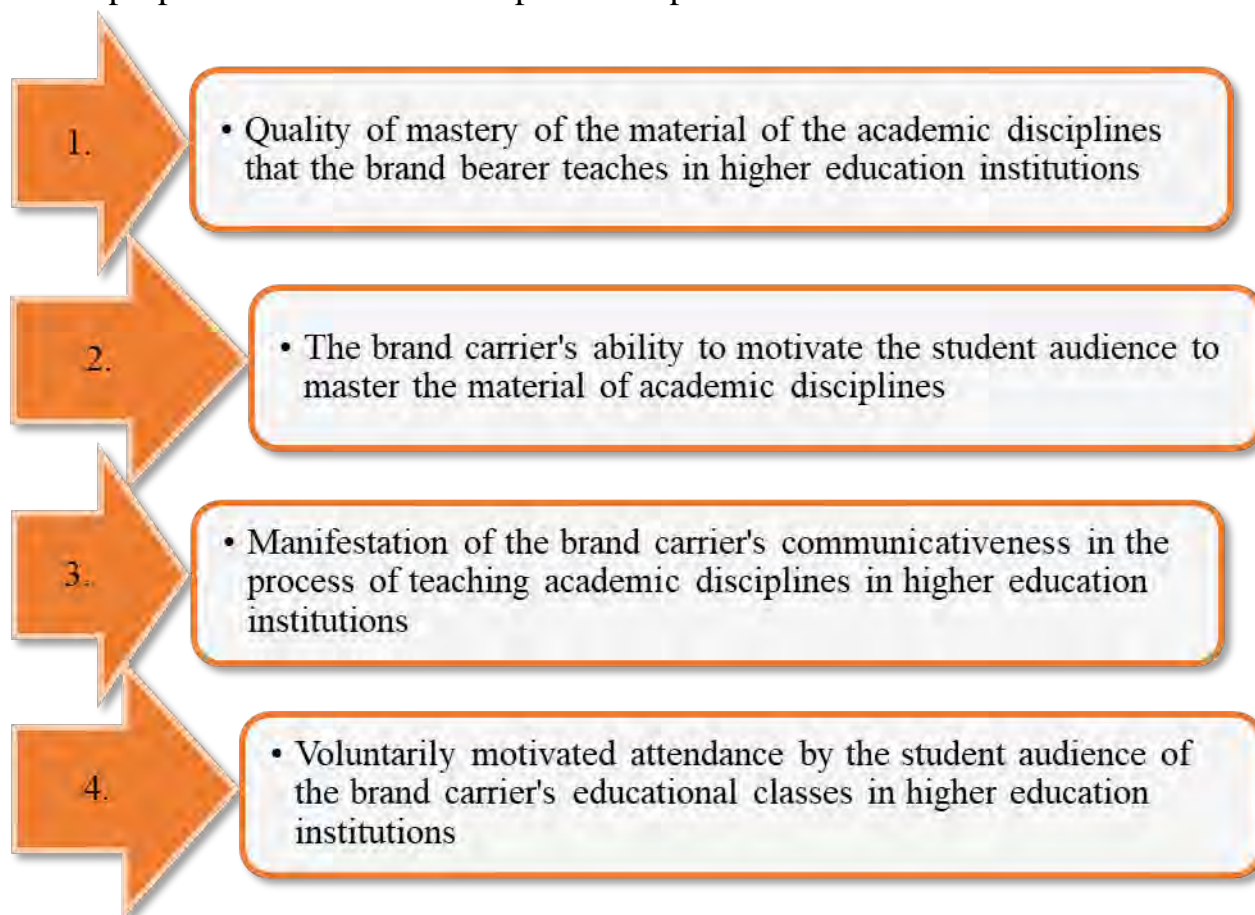 1.
• Quality of mastery of the material of the academic disciplines
that the brand bearer teaches in higher education institutions
2.
• The brand carrier's ability to motivate the student audience to
master the material of academic disciplines
3.
• Manifestation of the brand carrier's communicativeness in the
process of teaching academic disciplines in higher education
institutions
4.
• Voluntarily motivated attendance by the student audience of
the brand carrier's educational classes in higher education
institutions